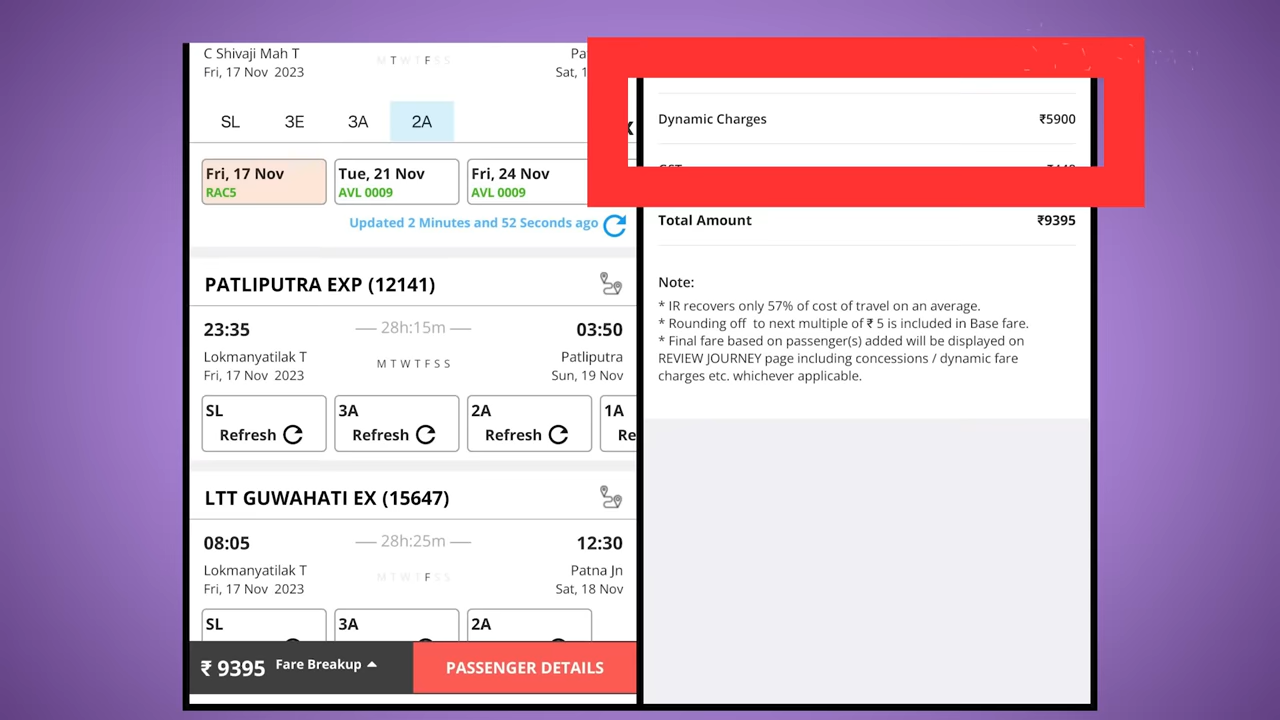 C Shivaji Mah T
M T W T F S S
Fri, 17 Nov 2023
SL 3E 3A 2A
Fri, 17 Nov Tue, 21 Nov Fri, 24 Nov
RAC5 AVL 0009 AVL 0009
Updated 2 Minutes and 52 Seconds ago
PATLIPUTRA EXP (12141)
23:35 28h:15m 03:50
Lokmanyatilak T M T W T F S S Patliputra
Fri, 17 Nov 2023 Sun, 19 Nov
SL 3A 2A 1A
Refresh Refresh Refresh Re
LTT GUWAHATI EX (15647)
08:05 28h:25m 12:30
Lokmanyatilak T M T W T F S S Patna Jn
Fri, 17 Nov 2023 Sat, 18 Nov
SL 3A 2A
₹ 9395 Fare Breakup PASSENGER DETAILS
Dynamic Charges ₹5900
Total Amount ₹9395
Note:
* IR recovers only 57% of cost of travel on an average.
* Rounding off to next multiple of ₹ 5 is included in Base fare.
* Final fare based on passenger(s) added will be displayed on
REVIEW JOURNEY page including concessions / dynamic fare
charges etc. whichever applicable.